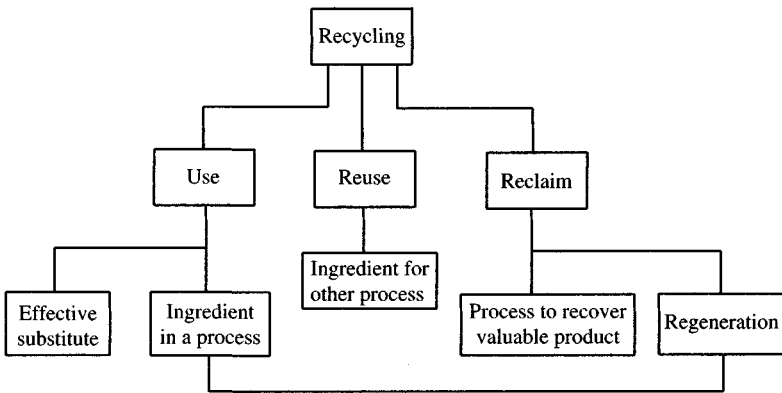 Recycling
Use
Reuse
Reclaim
Effective
substitute
Ingredient
in a process
Ingredient for
other process
Process to recover
valuable product
Regeneration